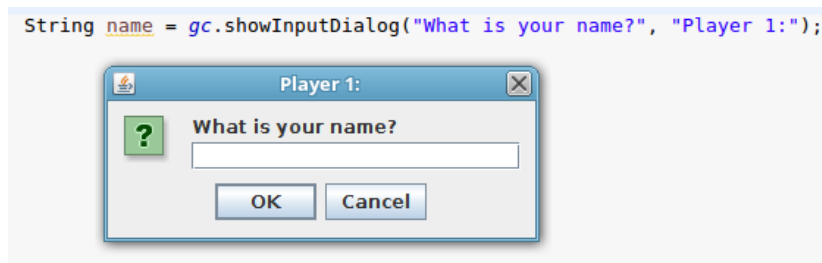 String name = gc.showInputDialog("What is your name?", "Player 1:");
Player 1:
?
What is your name?
OK Cancel